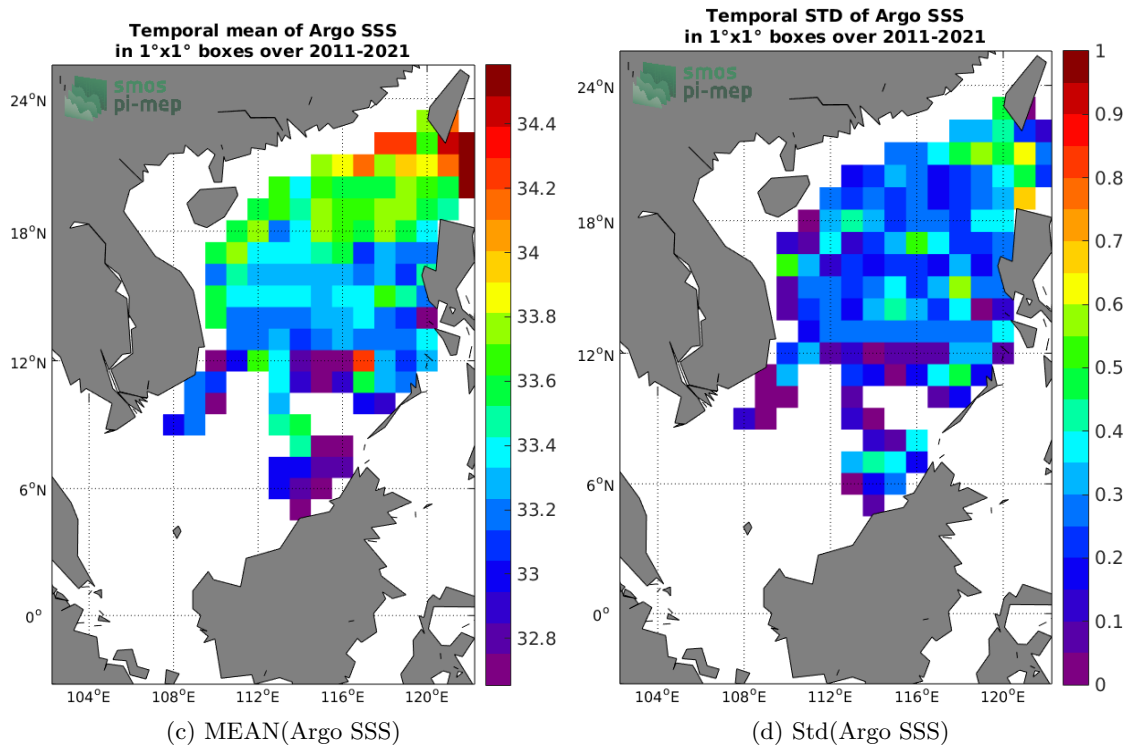 Temporal mean of Argo SSS
in 1°x1° boxes over 2011-2021
smos
pi-mep
24°N
18°N
12°N
6°N
0°
104°E
108°E
112°E
116°E
120°E
34.4
34.2
34
33.8
33.6
33.4
33.2
33
32.8
(c) MEAN(Argo SSS)
Temporal STD of Argo SSS
in 1°x1° boxes over 2011-2021
smos
pi-mep
24°N
18°N
12°N
6°N
0°
104°E
108°E
112°E
116°E
120°E
1
0.9
0.8
0.7
0.6
0.5
0.4
0.3
0.2
0.1
0
(d) Std(Argo SSS)